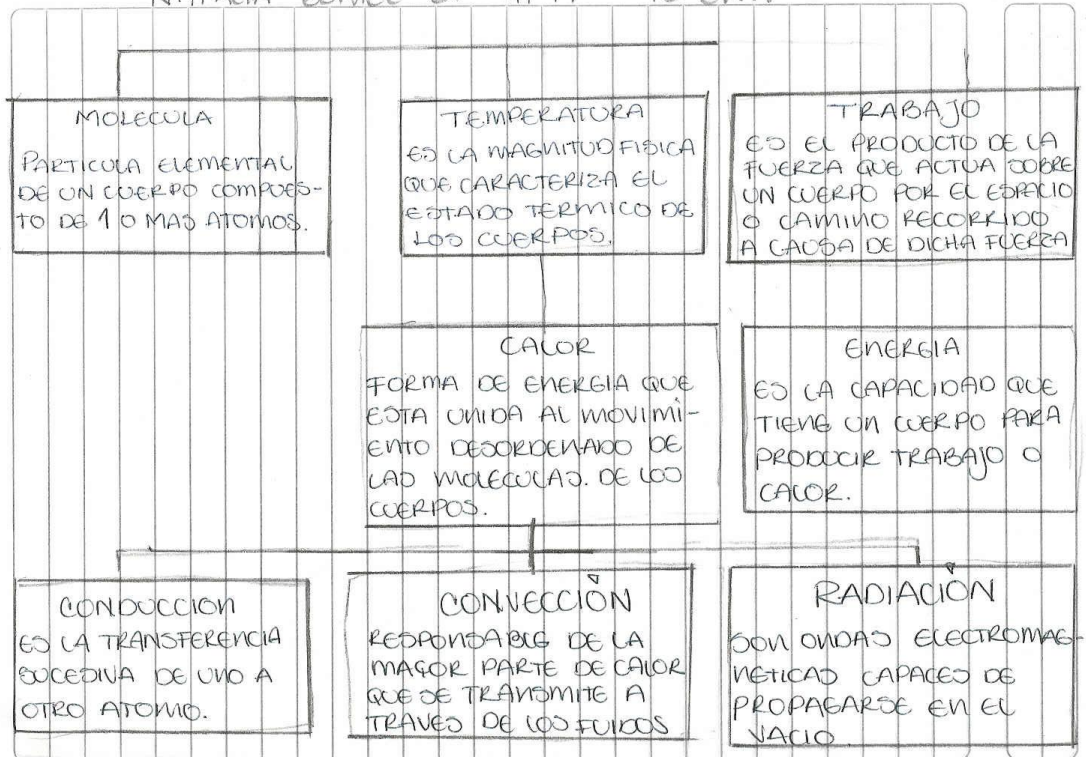 MOLECULA
PARTICULA ELEMENTAL
DE UN CUERPO COMPUES-
TO DE 1 O MAS ATOMOS.
TEMPERATURA
ES LA MAGNITUD FISICA
QUE CARACTERIZA EL
ESTADO TERMICO DE
LOS CUERPOS.
TRABAJO
ES EL PRODUCTO DE LA
FUERZA QUE ACTUA SOBRE
UN CUERPO POR EL ESPACIO
O CAMINO RECORRIDO
A CAUSA DE DICHA FUERZA
CALOR
FORMA DE ENERGIA QUE
ESTA UNIDA AL MOVIMI-
ENTO DESORDENADO DE
LAS MOLECULAS. DE LOS
CUERPOS.
ENERGIA
ES LA CAPACIDAD QUE
TIENE UN CUERPO PARA
PRODUCIR TRABAJO O
CALOR.
CONDUCCION
ES LA TRANSFERENCIA
SUCESIVA DE UNO A
OTRO ATOMO.
CONVECCIÓN
RESPONSABLE DE LA
MAYOR PARTE DE CALOR
QUE SE TRANSMITE A
TRAVES DE LOS FUIDOS
RADIACIÓN
SON ONDAS ELECTROMAG-
NETICAS CAPACES DE
PROPAGARSE EN EL
VACIO.